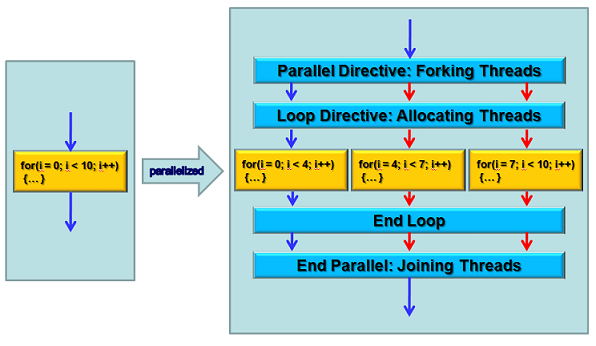 for(i = 0; i < 10; i++)
{… }
parallelized
Parallel Directive: Forking Threads
Loop Directive: Allocating Threads
for(i = 0; i < 4; i++)
{… }
for(i = 4; i < 7; i++)
{… }
for(i = 7; i < 10; i++)
{… }
End Loop
End Parallel: Joining Threads